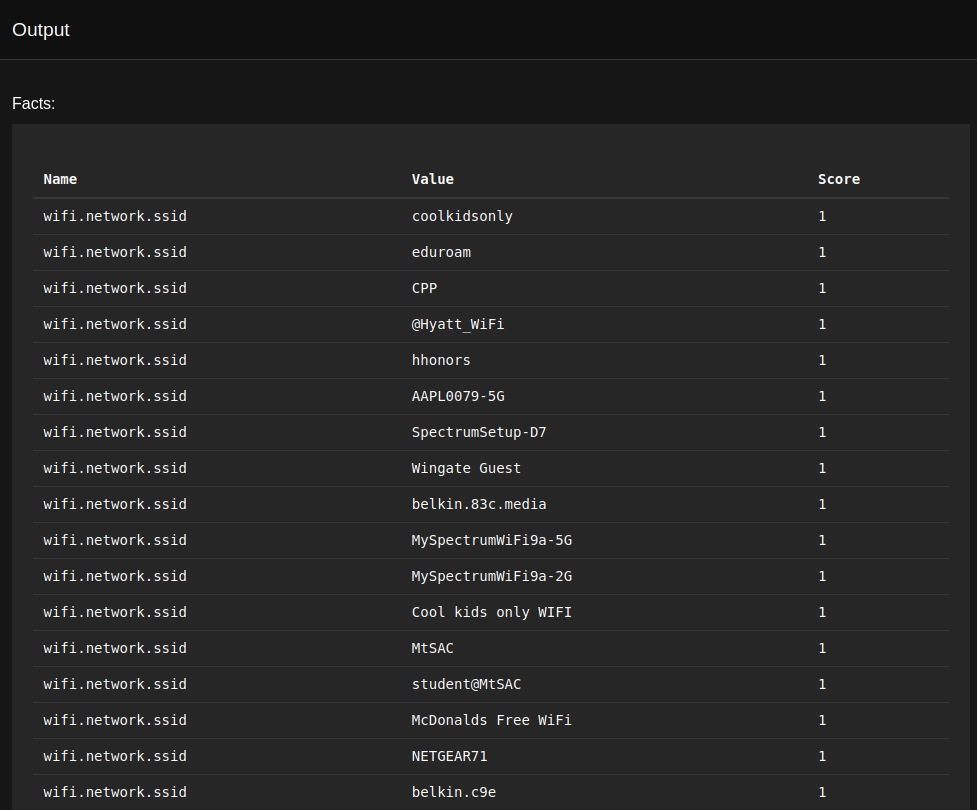 Output
Facts:
Name Value Score
wifi.network.ssid coolkidsonly 1
wifi.network.ssid eduroam 1
wifi.network.ssid CPP 1
wifi.network.ssid @Hyatt_WiFi 1
wifi.network.ssid hhonors 1
wifi.network.ssid AAPL0079-5G 1
wifi.network.ssid SpectrumSetup-D7 1
wifi.network.ssid Wingate Guest 1
wifi.network.ssid belkin.83c.media 1
wifi.network.ssid MySpectrumWiFi9a-5G 1
wifi.network.ssid MySpectrumWiFi9a-2G 1
wifi.network.ssid Cool kids only WIFI 1
wifi.network.ssid MtSAC 1
wifi.network.ssid student@MtSAC 1
wifi.network.ssid McDonalds Free WiFi 1
wifi.network.ssid NETGEAR71 1
wifi.network.ssid belkin.c9e 1